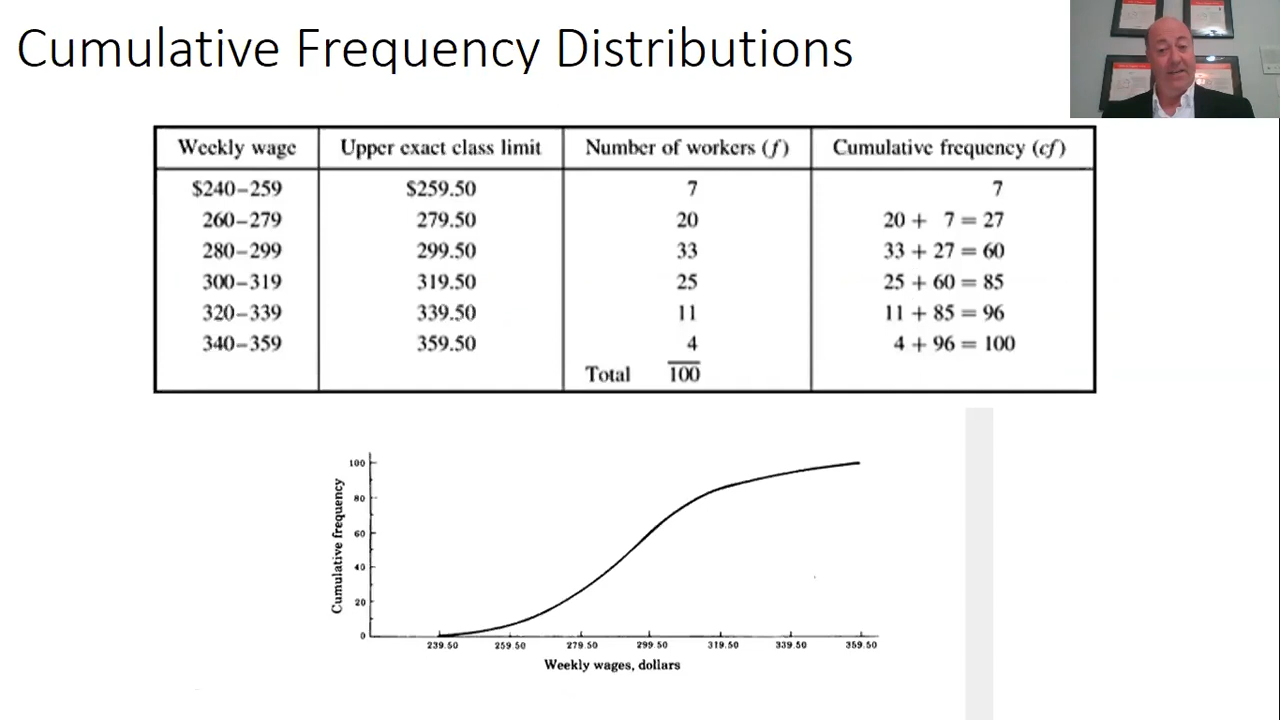 Cumulative Frequency Distributions
Weekly wage Upper exact class limit Number of workers (f) Cumulative frequency (cf)
$240–259 $259.50 7 7
260–279 279.50 20 20 + 7 = 27
280–299 299.50 33 33 + 27 = 60
300–319 319.50 25 25 + 60 = 85
320–339 339.50 11 11 + 85 = 96
340–359 359.50 4 4 + 96 = 100
Total 100
Cumulative frequency
100
80
60
40
20
0
239.50 259.50 279.50 299.50 319.50 339.50 359.50
Weekly wages, dollars